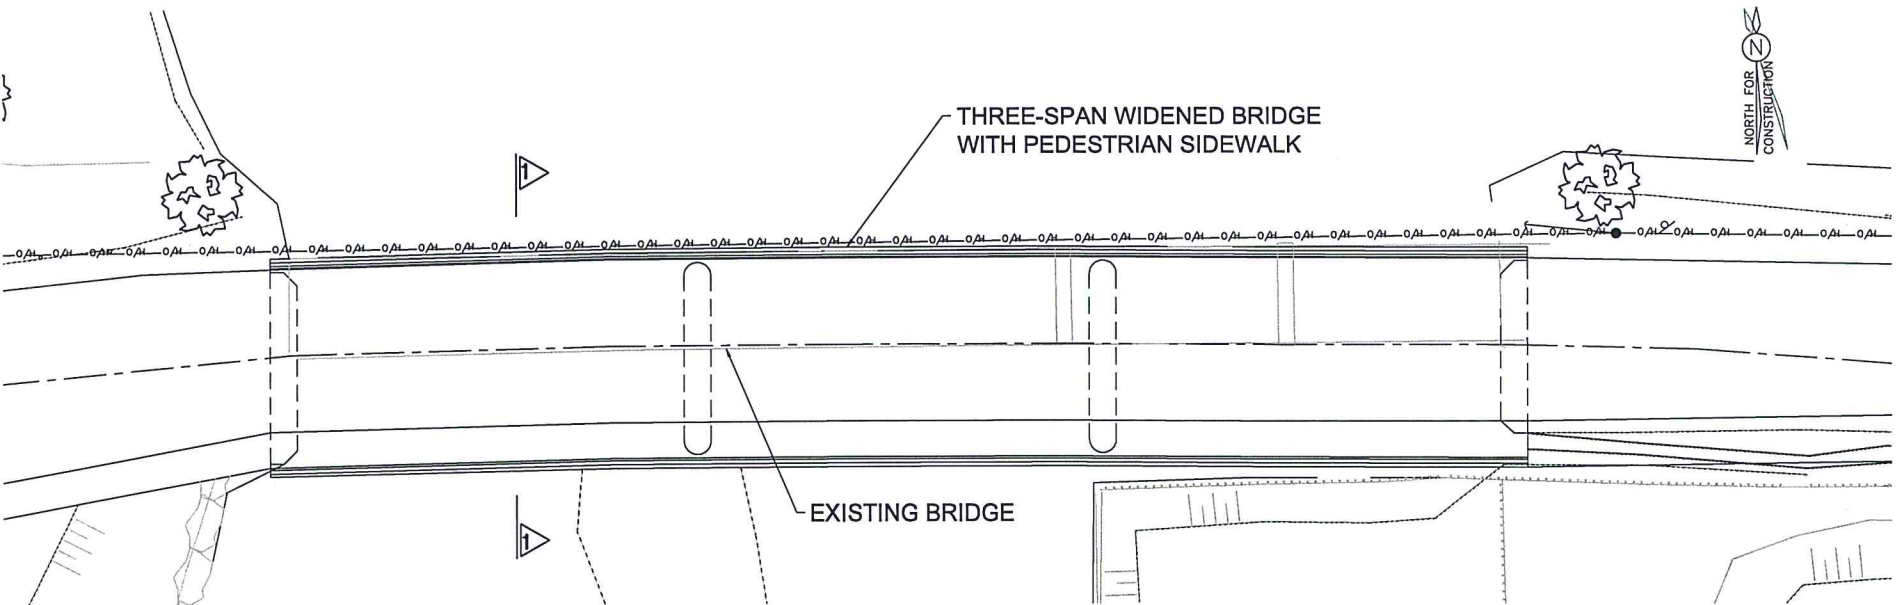 N
NORTH FOR
CONSTRUCTION
THREE-SPAN WIDENED BRIDGE
WITH PEDESTRIAN SIDEWALK
1
O/H O/H O/H O/H O/H O/H O/H O/H O/H O/H O/H O/H O/H O/H O/H O/H O/H O/H O/H O/H O/H O/H O/H O/H O/H O/H O/H O/H O/H O/H O/H O/H O/H O/H O/H O/H O/H O/H O/H O/H O/H O/H O/H O/H O/H O/H O/H O/H O/H O/H O/H
EXISTING BRIDGE
1